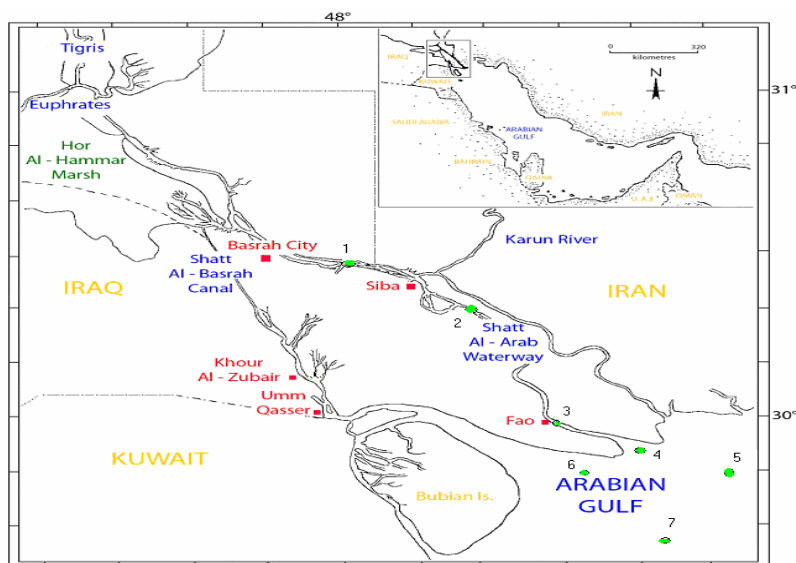 48°
Tigris
Euphrates
Hor
Al - Hammar
Marsh
IRAQ
KUWAIT
SAUDI ARABIA
BAHRAIN
QATAR
U.A.E
OMAN
IRAN
ARABIAN
GULF
0 320
kilometres
N
31°
Basrah City
1
Karun River
Shatt
Al - Basrah
Canal
IRAQ
Siba
IRAN
2
Shatt
Al - Arab
Waterway
Khour
Al - Zubair
Umm
Qasser
Fao
3
30°
KUWAIT
Bubian Is.
4
5
6
ARABIAN
GULF
7